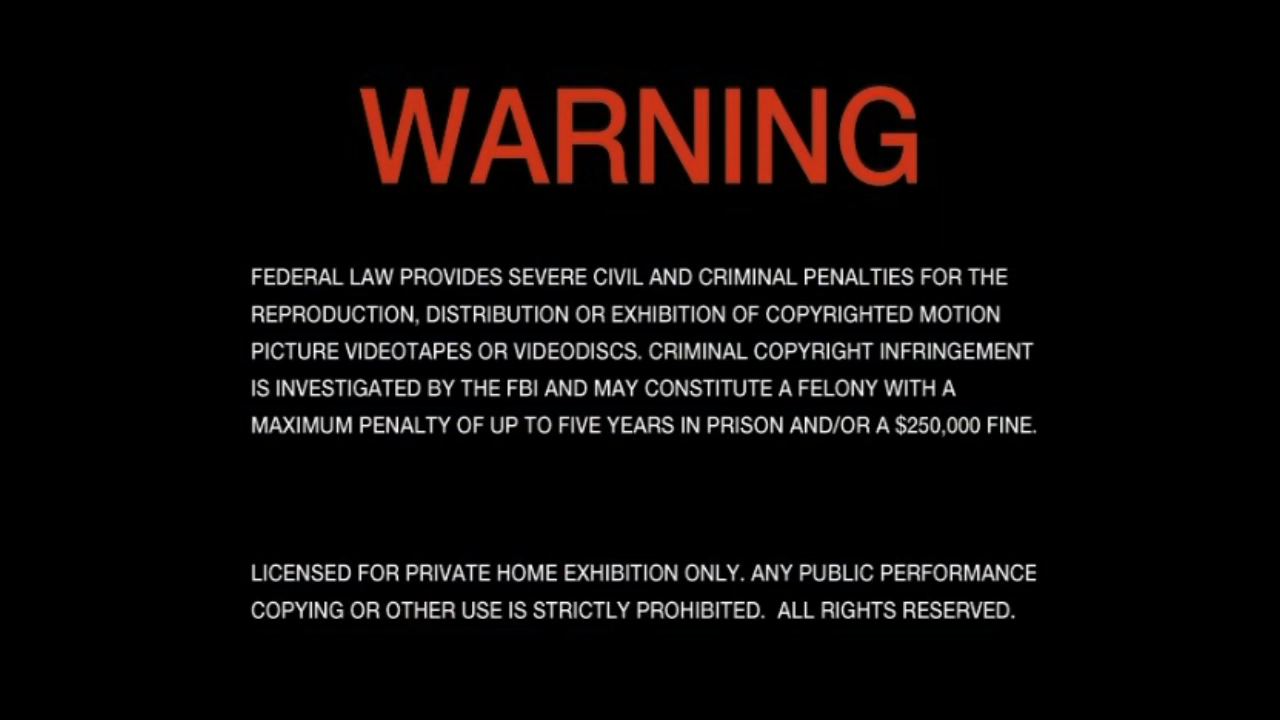 WARNING
FEDERAL LAW PROVIDES SEVERE CIVIL AND CRIMINAL PENALTIES FOR THE
REPRODUCTION, DISTRIBUTION OR EXHIBITION OF COPYRIGHTED MOTION
PICTURE VIDEOTAPES OR VIDEODISCS. CRIMINAL COPYRIGHT INFRINGEMENT
IS INVESTIGATED BY THE FBI AND MAY CONSTITUTE A FELONY WITH A
MAXIMUM PENALTY OF UP TO FIVE YEARS IN PRISON AND/OR A $250,000 FINE.
LICENSED FOR PRIVATE HOME EXHIBITION ONLY. ANY PUBLIC PERFORMANCE
COPYING OR OTHER USE IS STRICTLY PROHIBITED.  ALL RIGHTS RESERVED.